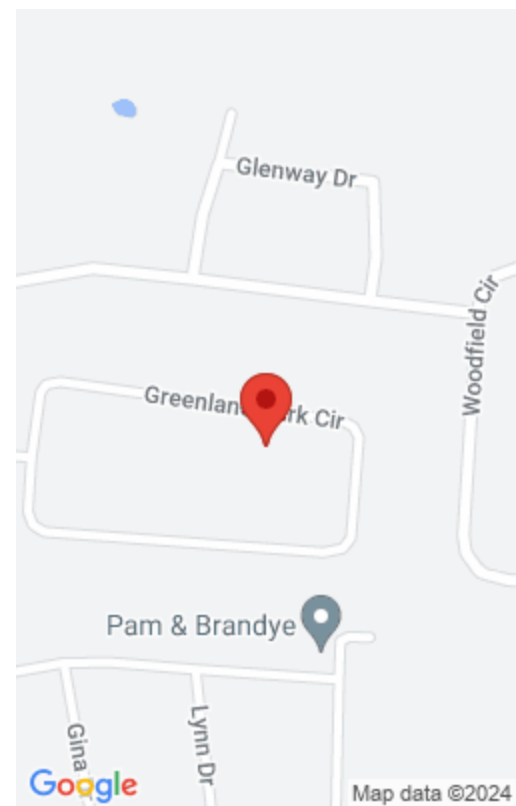 Glenway Dr
Woodfield Cir
Greenlan rk Cir
Pam & Brandye
Gina
Lynn Dr
Google
Map data ©2024